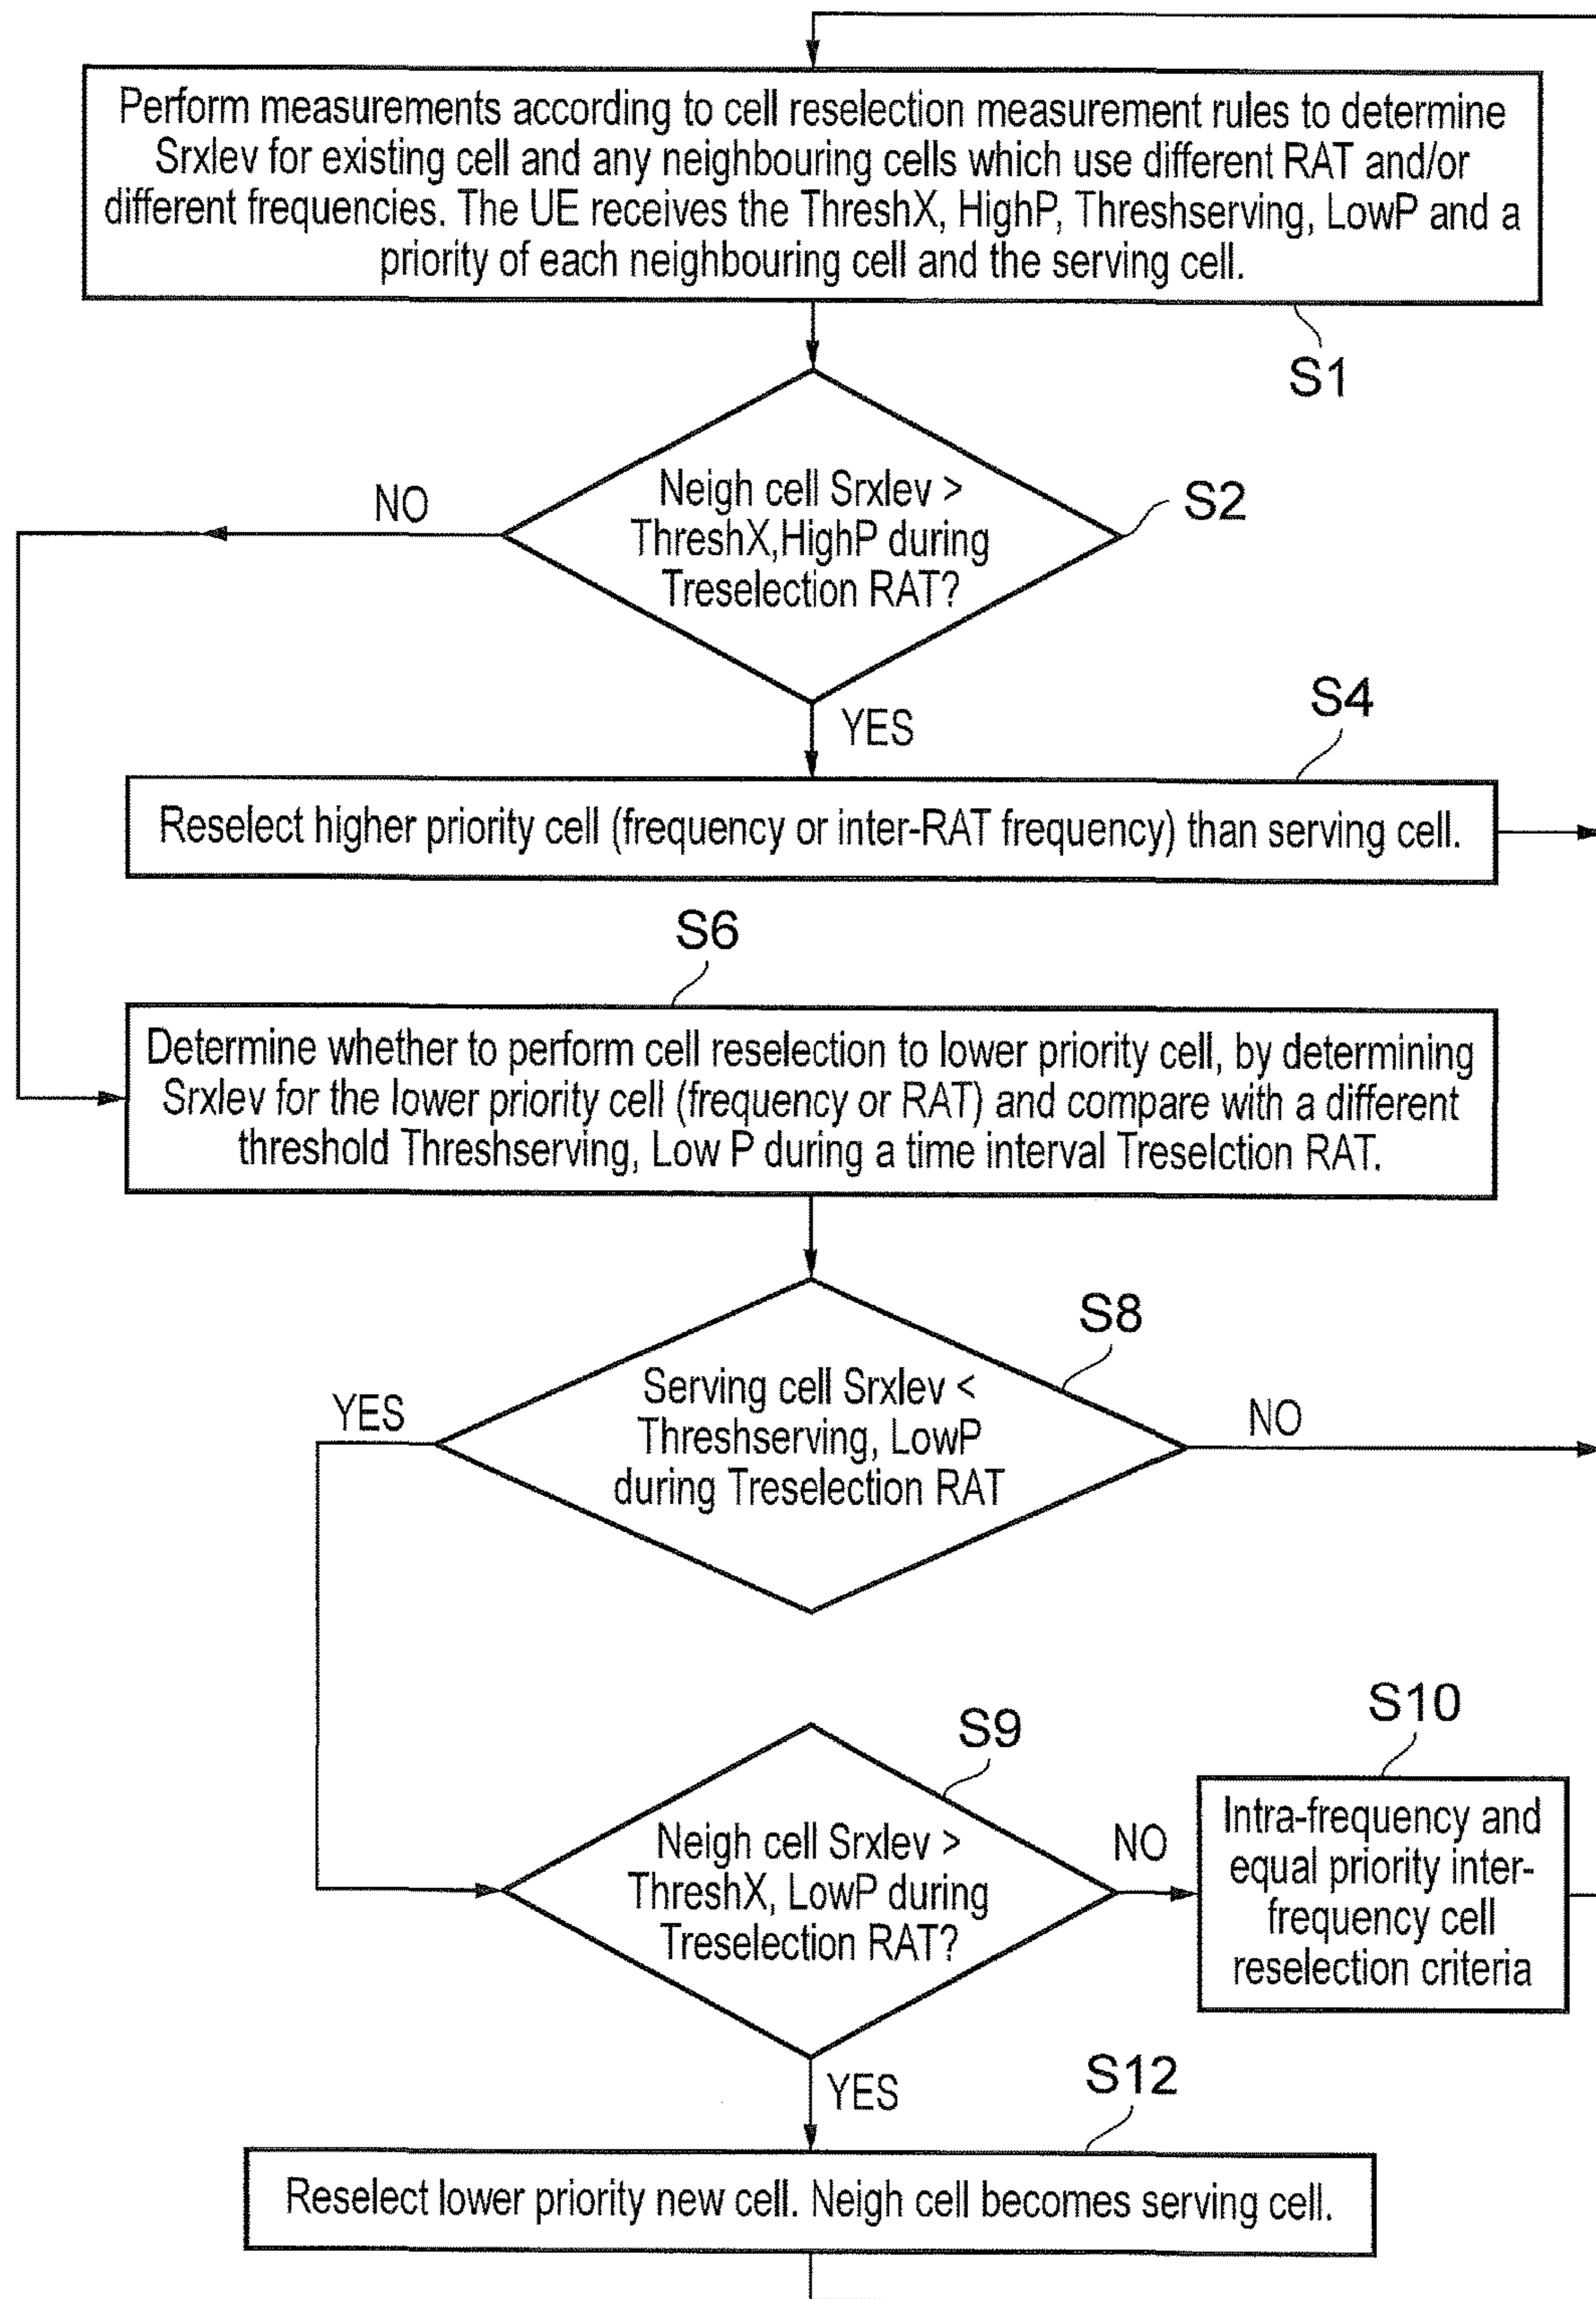 Perform measurements according to cell reselection measurement rules to determine
Srxlev for existing cell and any neighbouring cells which use different RAT and/or
different frequencies. The UE receives the ThreshX, HighP, Threshserving, LowP and a
priority of each neighbouring cell and the serving cell.
S1
Neigh cell Srxlev >
ThreshX,HighP during
Treselection RAT?
S2
NO
YES
S4
Reselect higher priority cell (frequency or inter-RAT frequency) than serving cell.
S6
Determine whether to perform cell reselection to lower priority cell, by determining
Srxlev for the lower priority cell (frequency or RAT) and compare with a different
threshold Threshserving, Low P during a time interval Treselction RAT.
S8
Serving cell Srxlev <
Threshserving, LowP
during Treselection RAT
YES
NO
S9
Neigh cell Srxlev >
ThreshX, LowP during
Treselection RAT?
NO
S10
Intra-frequency and
equal priority inter-
frequency cell
reselection criteria
YES
S12
Reselect lower priority new cell. Neigh cell becomes serving cell.